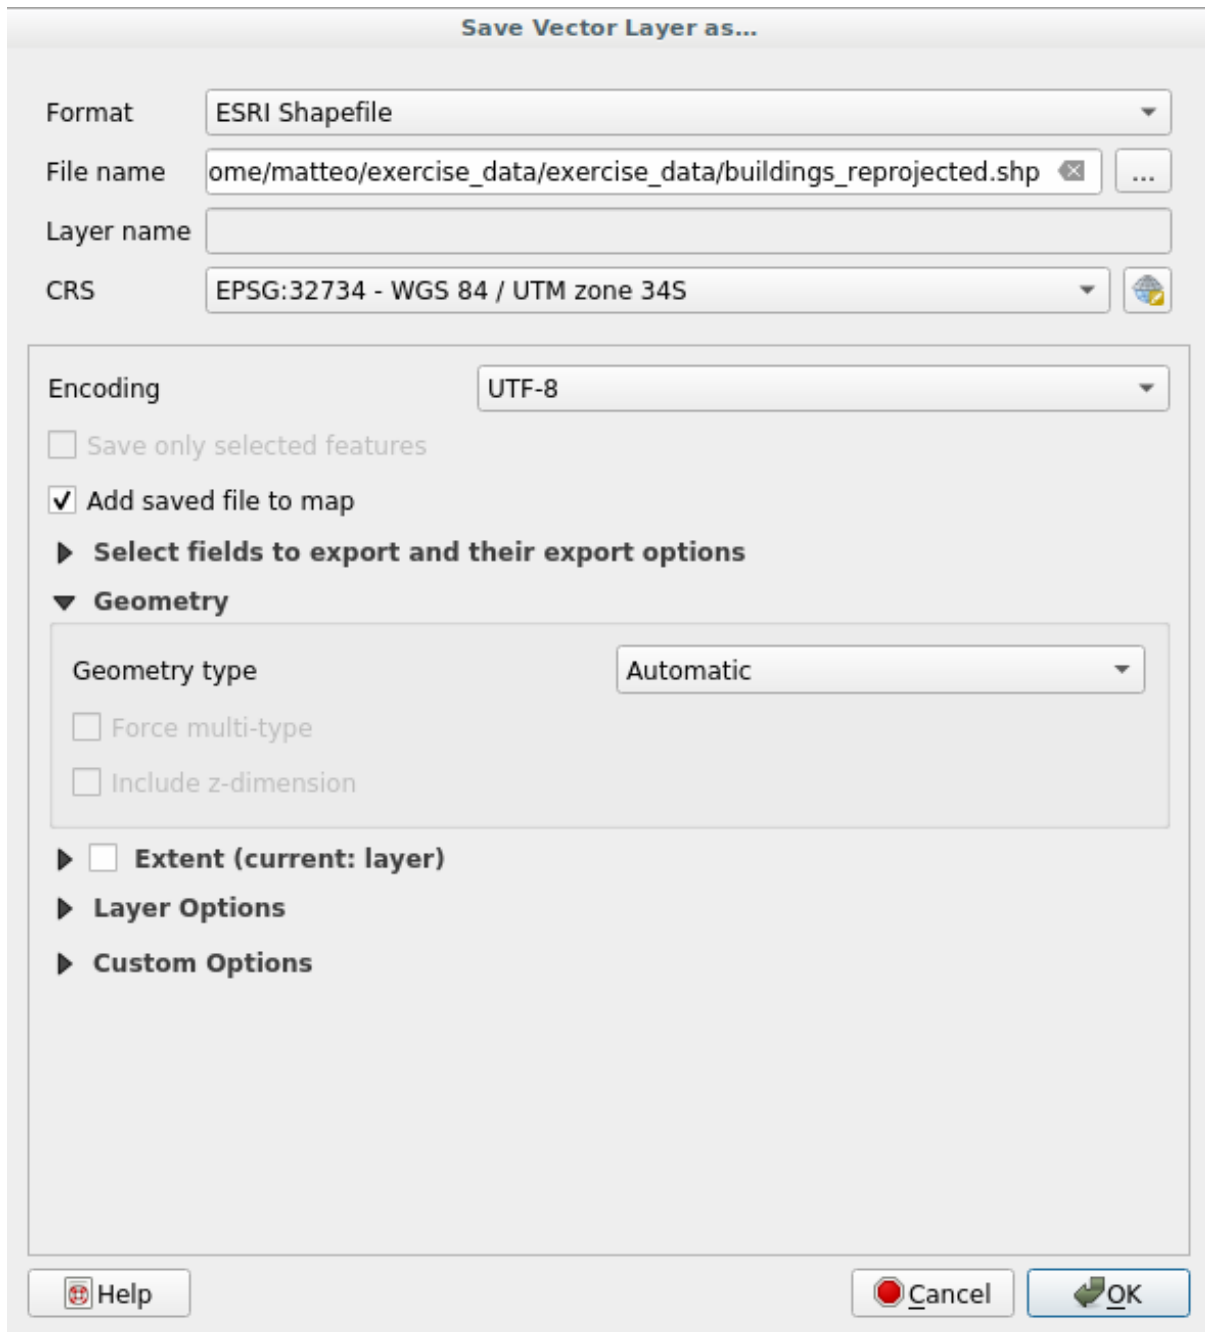 Save Vector Layer as…
Format ESRI Shapefile
File name ome/matteo/exercise_data/exercise_data/buildings_reprojected.shp ...
Layer name
CRS EPSG:32734 - WGS 84 / UTM zone 34S
Encoding UTF-8
Save only selected features
Add saved file to map
Select fields to export and their export options
Geometry
Geometry type Automatic
Force multi-type
Include z-dimension
Extent (current: layer)
Layer Options
Custom Options
Help Cancel OK